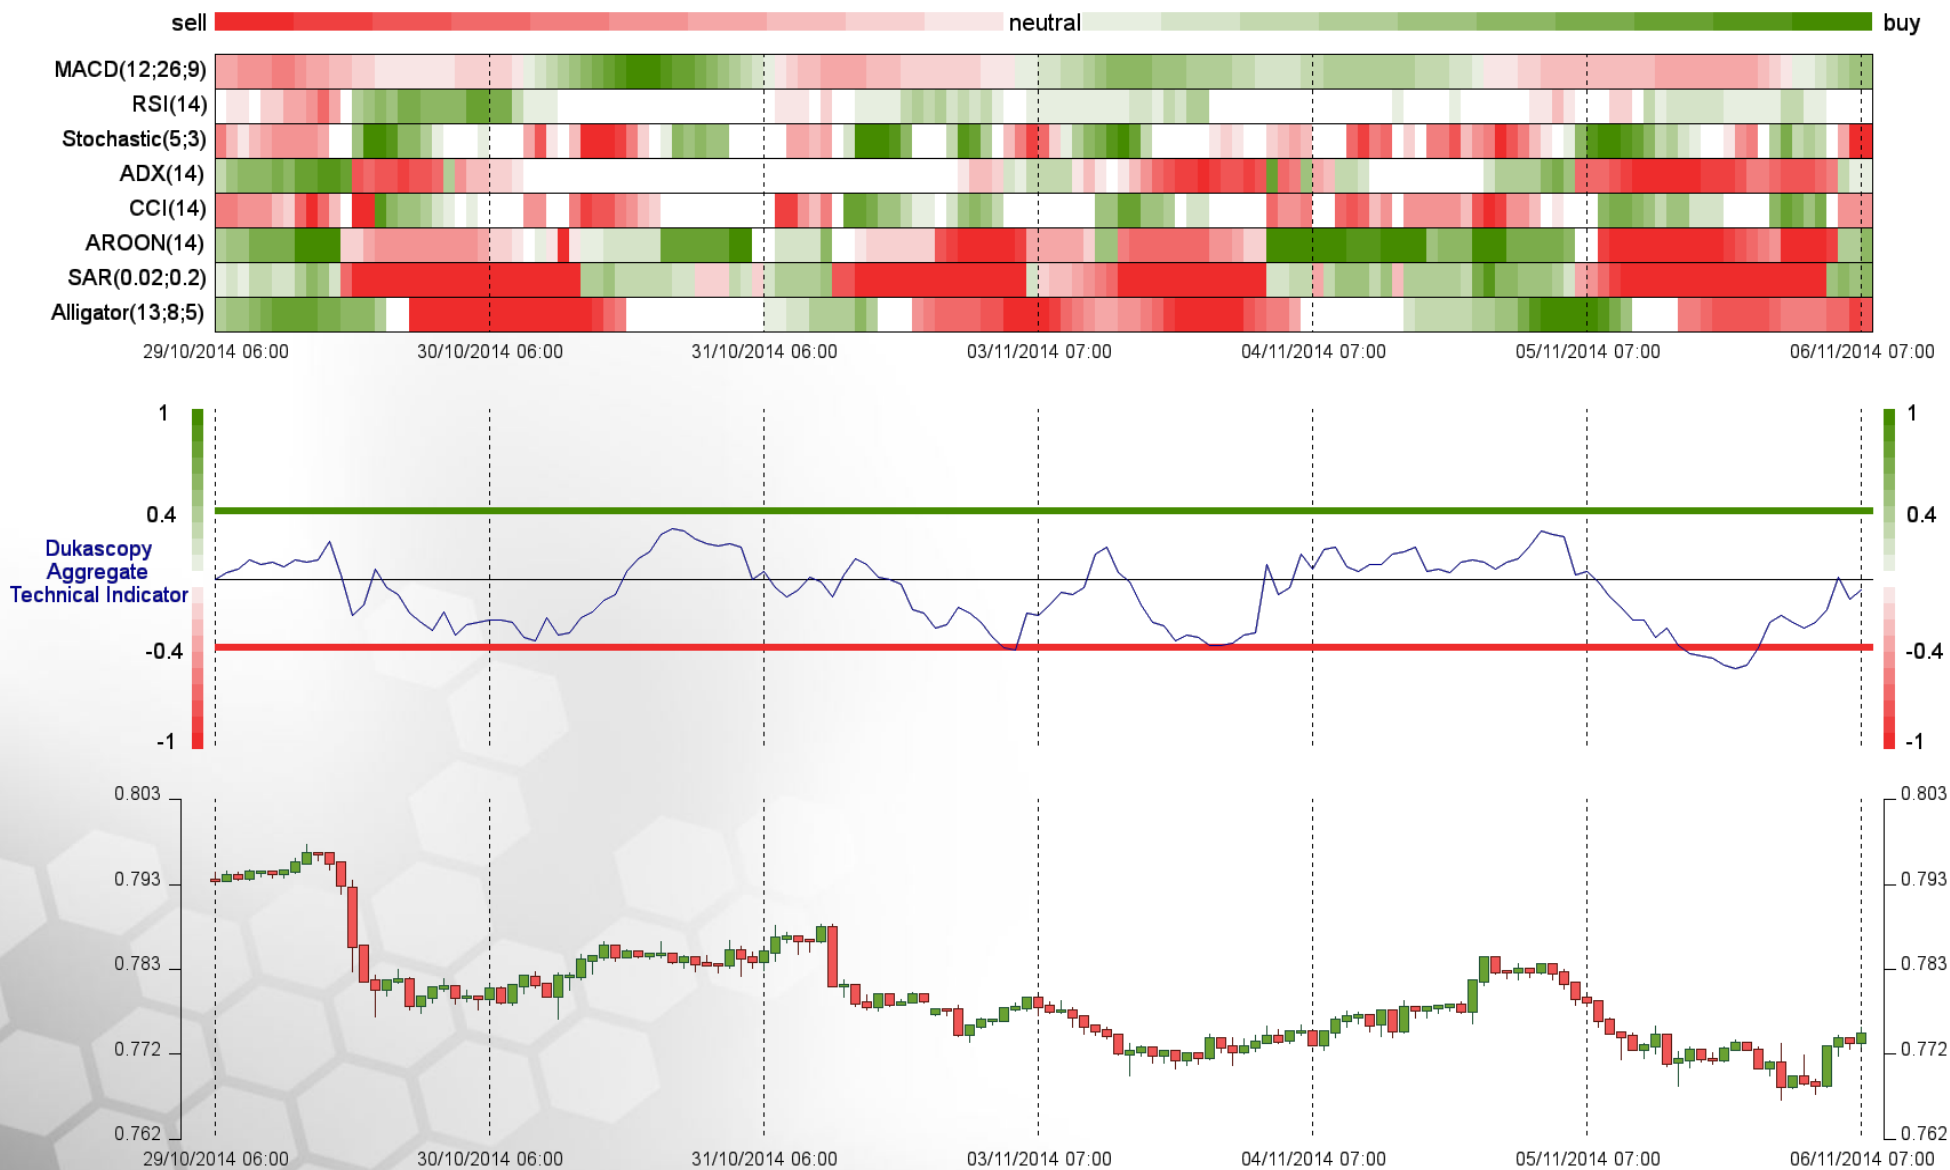 sell neutral buy
MACD(12;26;9)
RSI(14)
Stochastic(5;3)
ADX(14)
CCI(14)
AROON(14)
SAR(0.02;0.2)
Alligator(13;8;5)
29/10/2014 06:00 30/10/2014 06:00 31/10/2014 06:00 03/11/2014 07:00 04/11/2014 07:00 05/11/2014 07:00 06/11/2014 07:00
1 1
0.4 0.4
Dukascopy
Aggregate
Technical Indicator
-0.4 -0.4
-1 -1
0.803 0.803
0.793 0.793
0.783 0.783
0.772 0.772
0.762 0.762
29/10/2014 06:00 30/10/2014 06:00 31/10/2014 06:00 03/11/2014 07:00 04/11/2014 07:00 05/11/2014 07:00 06/11/2014 07:00